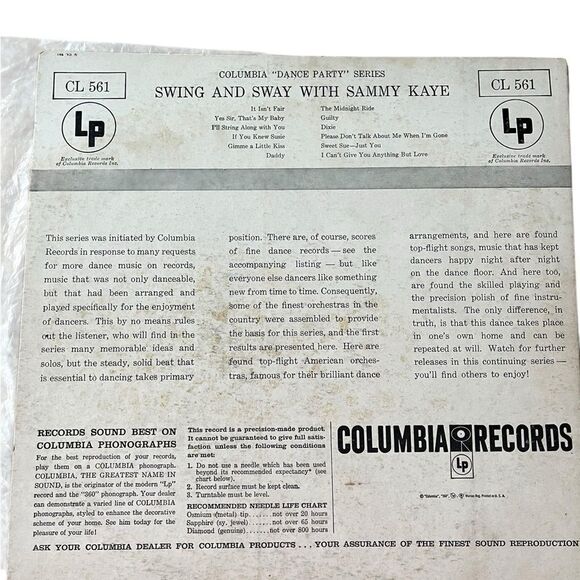 COLUMBIA "DANCE PARTY" SERIES
CL 561
SWING AND SWAY WITH SAMMY KAYE
CL 561
It Isn't Fair
Yes Sir, That's My Baby
I'll String Along with You
If You Knew Susie
Gimme a Little Kiss
Daddy
The Midnight Ride
Guilty
Dixie
Please Don't Talk About Me When I'm Gone
Sweet Sue—Just You
I Can't Give You Anything But Love
Lp
Exclusive trade mark
of Columbia Records Inc.
Lp
Exclusive trade mark
of Columbia Records Inc.
This series was initiated by Columbia
Records in response to many requests
for more dance music on records,
music that was not only danceable,
but that had been arranged and
played specifically for the enjoyment
of dancers. This by no means rules
out the listener, who will find in the
series many memorable ideas and
solos, but the steady, solid beat that
is essential to dancing takes primary
position. There are, of course, scores
of fine dance records — see the
accompanying listing — but like
everyone else dancers like something
new from time to time. Consequently,
some of the finest orchestras in the
country were assembled to provide
the basis for this series, and the first
results are presented here. Here are
found top-flight American orches-
tras, famous for their brilliant dance
arrangements, and here are found
top-flight songs, music that has kept
dancers happy night after night
on the dance floor. And here too,
are found the skilled playing and
the precision polish of fine instru-
mentalists. The only difference, in
truth, is that this dance takes place
in one's own home and can be
repeated at will. Watch for further
releases in this continuing series —
you'll find others to enjoy!
RECORDS SOUND BEST ON
COLUMBIA PHONOGRAPHS
For the best reproduction of your records,
play them on a COLUMBIA phonograph.
COLUMBIA, THE GREATEST NAME IN
SOUND, is the originator of the modern "Lp"
record and the "360" phonograph. Your dealer
can demonstrate a varied line of COLUMBIA
phonographs, styled to enhance the decorative
scheme of your home. See him today for the
pleasure of your life!
This record is a precision-made product.
It cannot be guaranteed to give full satis-
faction unless the following conditions
are met:
1. Do not use a needle which has been used
beyond its recommended expectancy* (see
chart below).
2. Record surface must be kept clean.
3. Turntable must be level.
RECOMMENDED NEEDLE LIFE CHART
Osmium (metal) tip......not over 20 hours
Sapphire (sy. jewel)....not over 65 hours
Diamond (genuine).....not over 800 hours
COLUMBIA RECORDS
Lp
® "Columbia", "360", Marcas Reg. Printed in U. S. A.
ASK YOUR COLUMBIA DEALER FOR COLUMBIA PRODUCTS . . . YOUR ASSURANCE OF THE FINEST SOUND REPRODUCTION